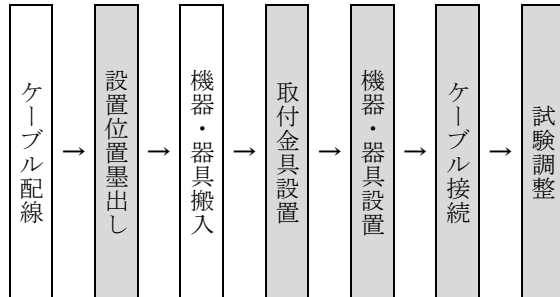 ケーブル配線
→
設置位置墨出し
→
機器・器具搬入
→
取付金具設置
→
機器・器具設置
→
ケーブル接続
→
試験調整